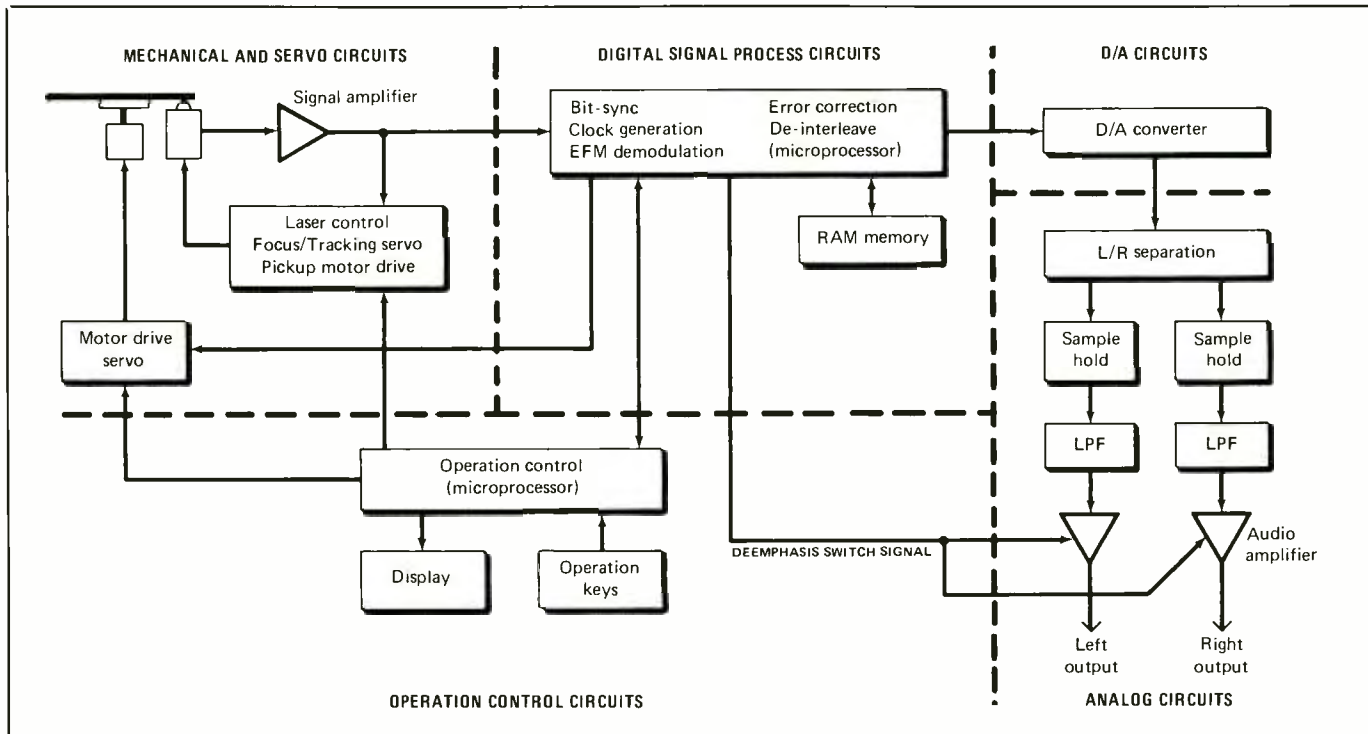 MECHANICAL AND SERVO CIRCUITS
DIGITAL SIGNAL PROCESS CIRCUITS
D/A CIRCUITS
Signal amplifier
Bit-sync
Clock generation
EFM demodulation
Error correction
De-interleave
(microprocessor)
D/A converter
Laser control
Focus/Tracking servo
Pickup motor drive
RAM memory
L/R separation
Motor drive
servo
Sample
hold
Sample
hold
LPF
LPF
Operation control
(microprocessor)
Display
Operation
keys
DEEMPHASIS SWITCH SIGNAL
Audio
amplifier
Left
output
Right
output
OPERATION CONTROL CIRCUITS
ANALOG CIRCUITS